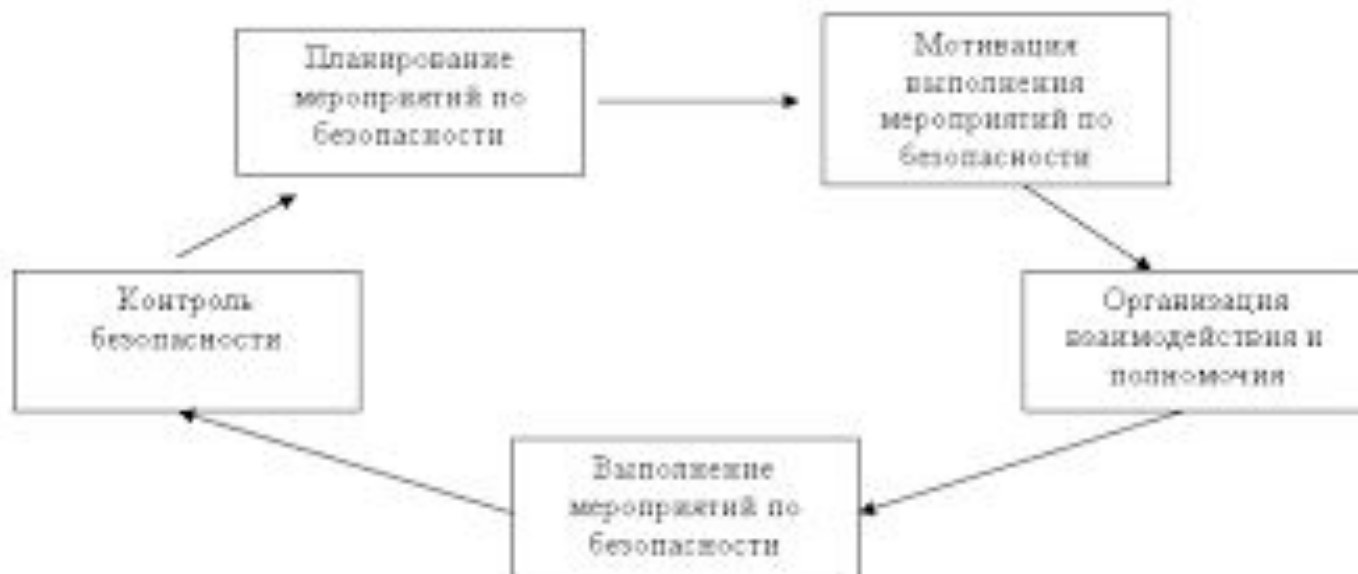 Планирование
мероприятий по
безопасности
Мотивация
выполнения
мероприятий по
безопасности
Контроль
безопасности
Организация
взаимодействия и
полномочия
Выполнение
мероприятий по
безопасности